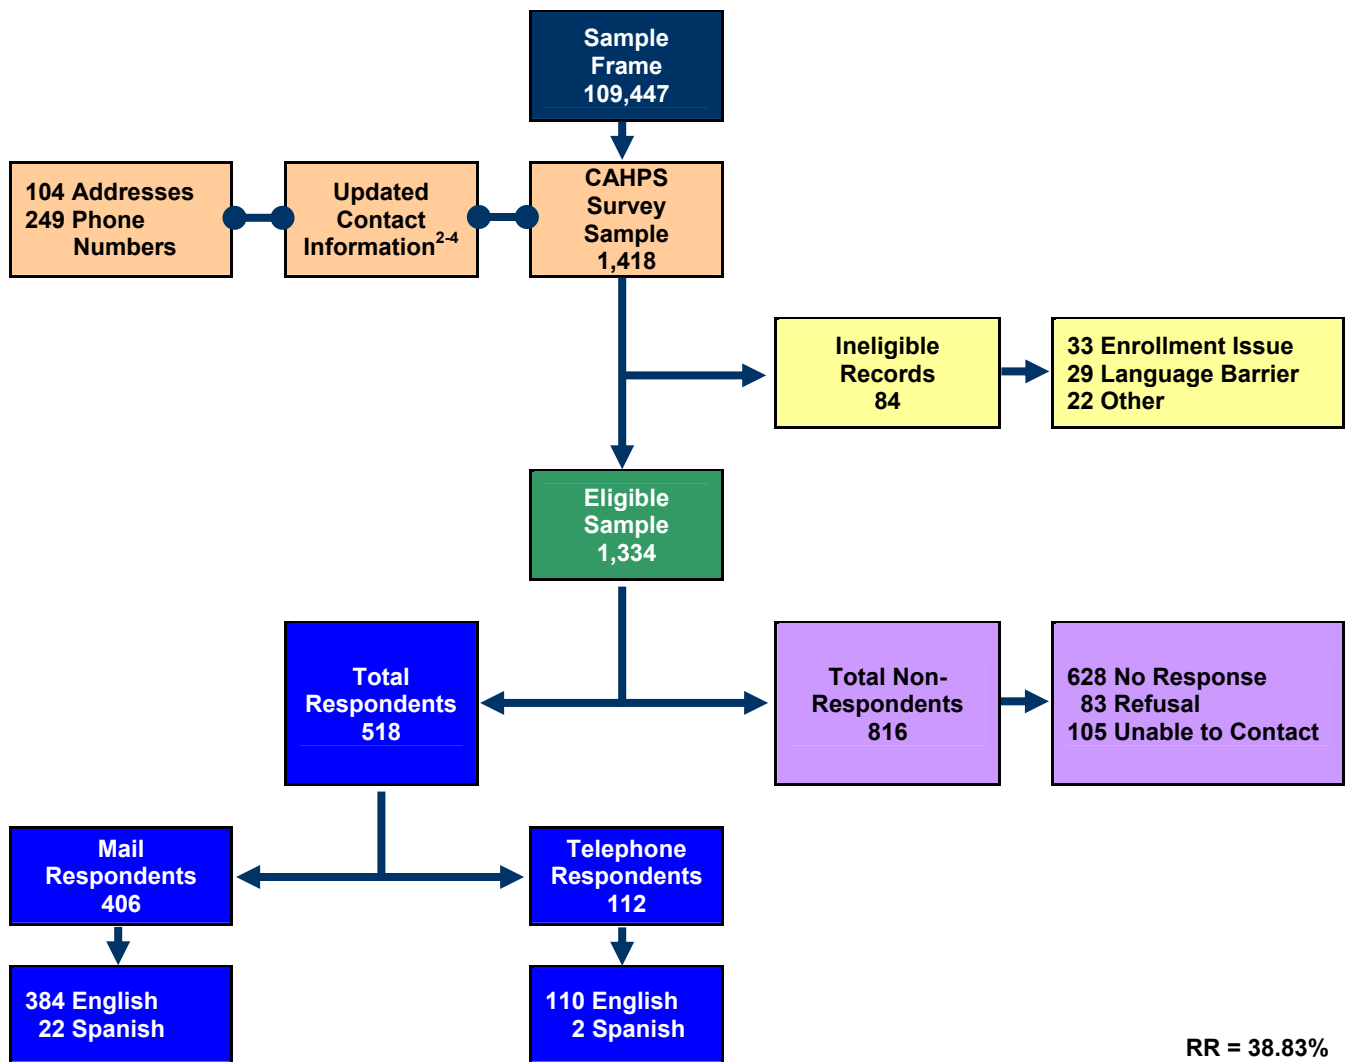 Sample
Frame
109,447
104 Addresses
249 Phone
Numbers
Updated
Contact
Information2-4
CAHPS
Survey
Sample
1,418
Ineligible
Records
84
33 Enrollment Issue
29 Language Barrier
22 Other
Eligible
Sample
1,334
Total
Respondents
518
Total Non-
Respondents
816
628 No Response
83 Refusal
105 Unable to Contact
Mail
Respondents
406
Telephone
Respondents
112
384 English
22 Spanish
110 English
2 Spanish
RR = 38.83%